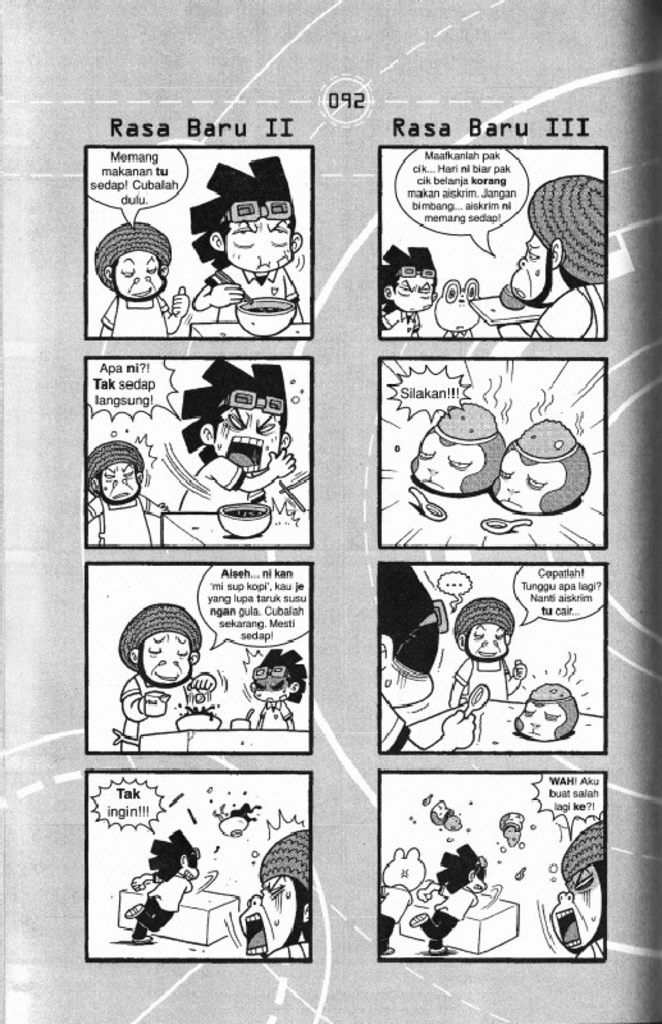 092
Rasa Baru II
Memang
makanan tu
sedap! Cubalah
dulu.
Apa ni?!
Tak sedap
langsung!
Aiseh... ni kan
'mi sup kopi', kau je
yang lupa taruk susu
ngan gula. Cubalah
sekarang. Mesti
sedap!
Tak
ingin!!!
Rasa Baru III
Maafkanlah pak
cik... Hari ni biar pak
cik belanja korang
makan aiskrim. Jangan
bimbang... aiskrim ni
memang sedap!
Silakan!!!
...
Cepatlah!
Tunggu apa lagi?
Nanti aiskrim
tu cair...
WAH! Aku
buat salah
lagi ke?!